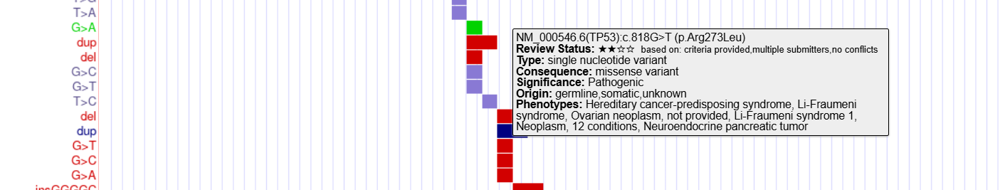 T>A
G>A
dup
del
G>C
G>T
T>C
del
dup
G>T
G>C
G>A
NM_000546.6(TP53):c.818G>T (p.Arg273Leu)
Review Status: ★★☆☆ based on: criteria provided,multiple submitters,no conflicts
Type: single nucleotide variant
Consequence: missense variant
Significance: Pathogenic
Origin: germline,somatic,unknown
Phenotypes: Hereditary cancer-predisposing syndrome, Li-Fraumeni
syndrome, Ovarian neoplasm, not provided, Li-Fraumeni syndrome 1,
Neoplasm, 12 conditions, Neuroendocrine pancreatic tumor